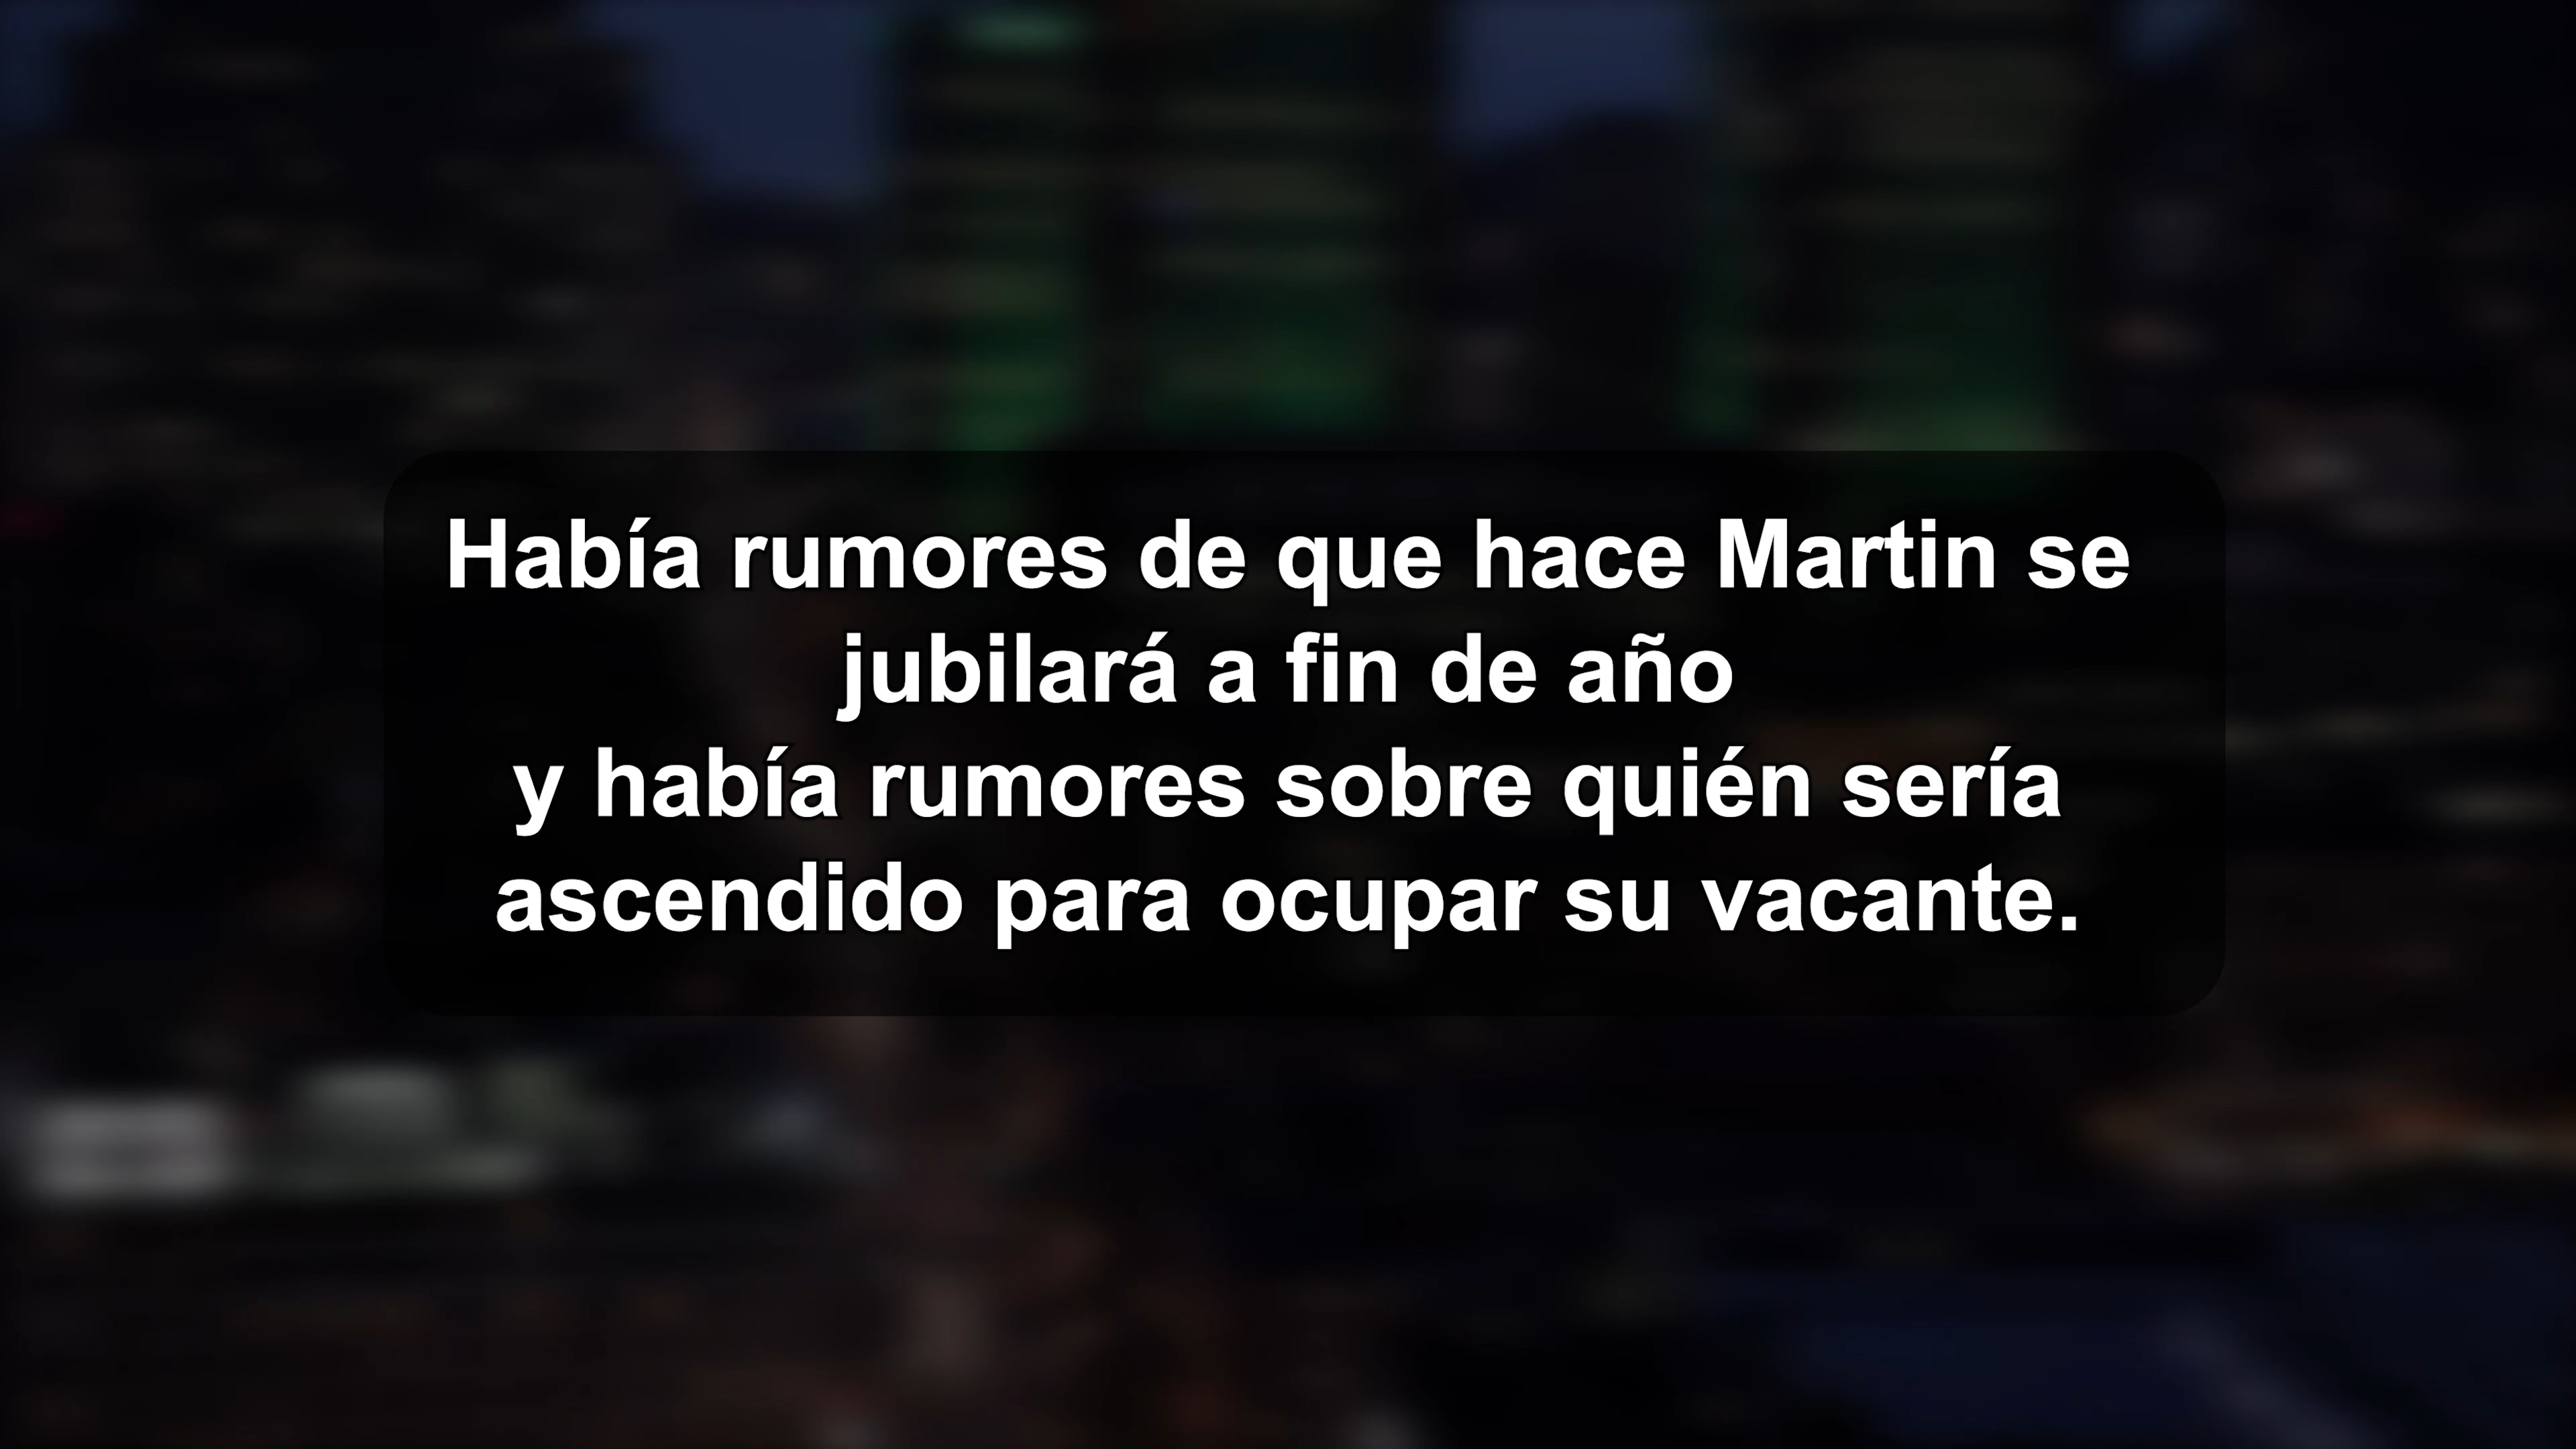 Había rumores de que hace Martin se
jubilará a fin de año
y había rumores sobre quién sería
ascendido para ocupar su vacante.